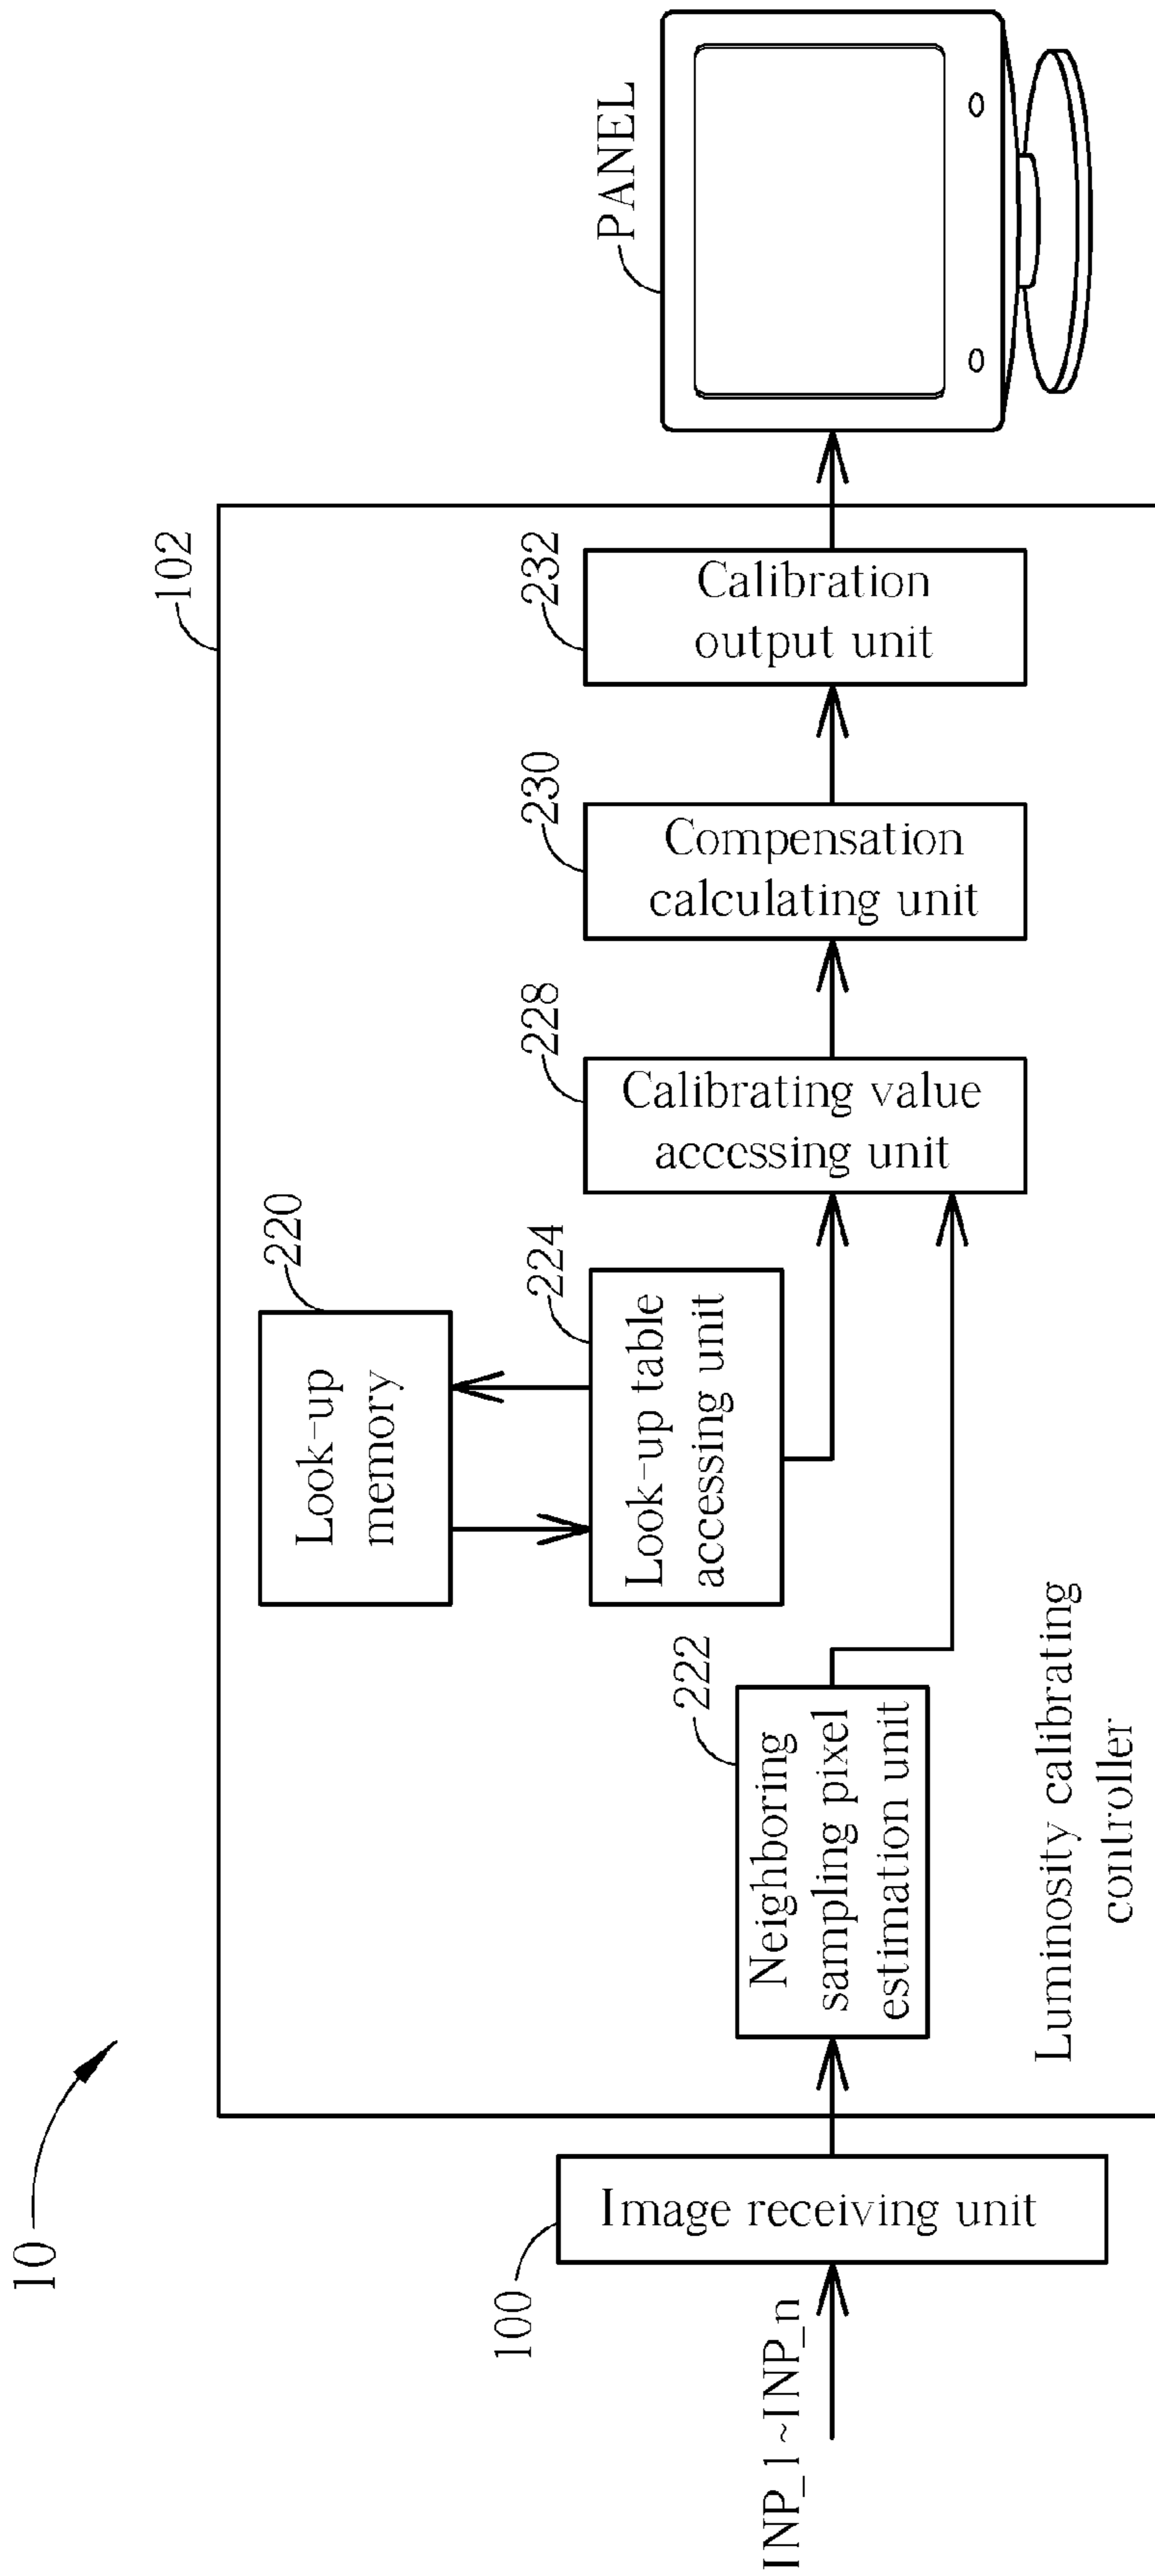 10
102
PANEL
220
Look-up
memory
224
Look-up table
accessing unit
228
Calibrating value
accessing unit
230
Compensation
calculating unit
232
Calibration
output unit
222
Neighboring
sampling pixel
estimation unit
100
Image receiving unit
INP_1~INP_n
Luminosity calibrating
controller